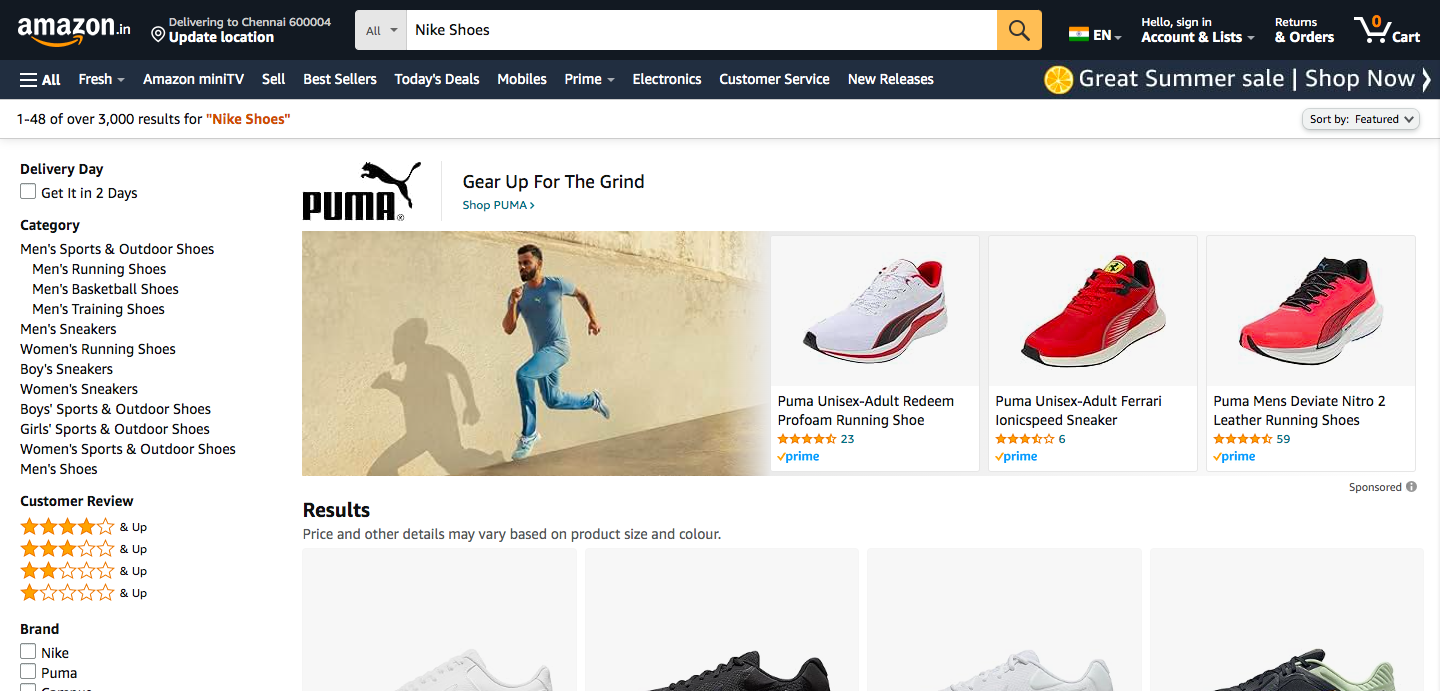 amazon.in
Delivering to Chennai 600004
Update location
All
Nike Shoes
EN
Hello, sign in
Account & Lists
Returns
& Orders
0
Cart
All
Fresh
Amazon miniTV
Sell
Best Sellers
Today's Deals
Mobiles
Prime
Electronics
Customer Service
New Releases
Great Summer sale | Shop Now
1-48 of over 3,000 results for "Nike Shoes"
Sort by: Featured
Delivery Day
Get It in 2 Days
Category
Men's Sports & Outdoor Shoes
Men's Running Shoes
Men's Basketball Shoes
Men's Training Shoes
Men's Sneakers
Women's Running Shoes
Boy's Sneakers
Women's Sneakers
Boys' Sports & Outdoor Shoes
Girls' Sports & Outdoor Shoes
Women's Sports & Outdoor Shoes
Men's Shoes
Customer Review
& Up
& Up
& Up
& Up
Brand
Nike
Puma
PUMA®
Gear Up For The Grind
Shop PUMA ›
Puma Unisex-Adult Redeem
Profoam Running Shoe
23
prime
Puma Unisex-Adult Ferrari
Ionicspeed Sneaker
6
prime
Puma Mens Deviate Nitro 2
Leather Running Shoes
59
prime
Sponsored
Results
Price and other details may vary based on product size and colour.